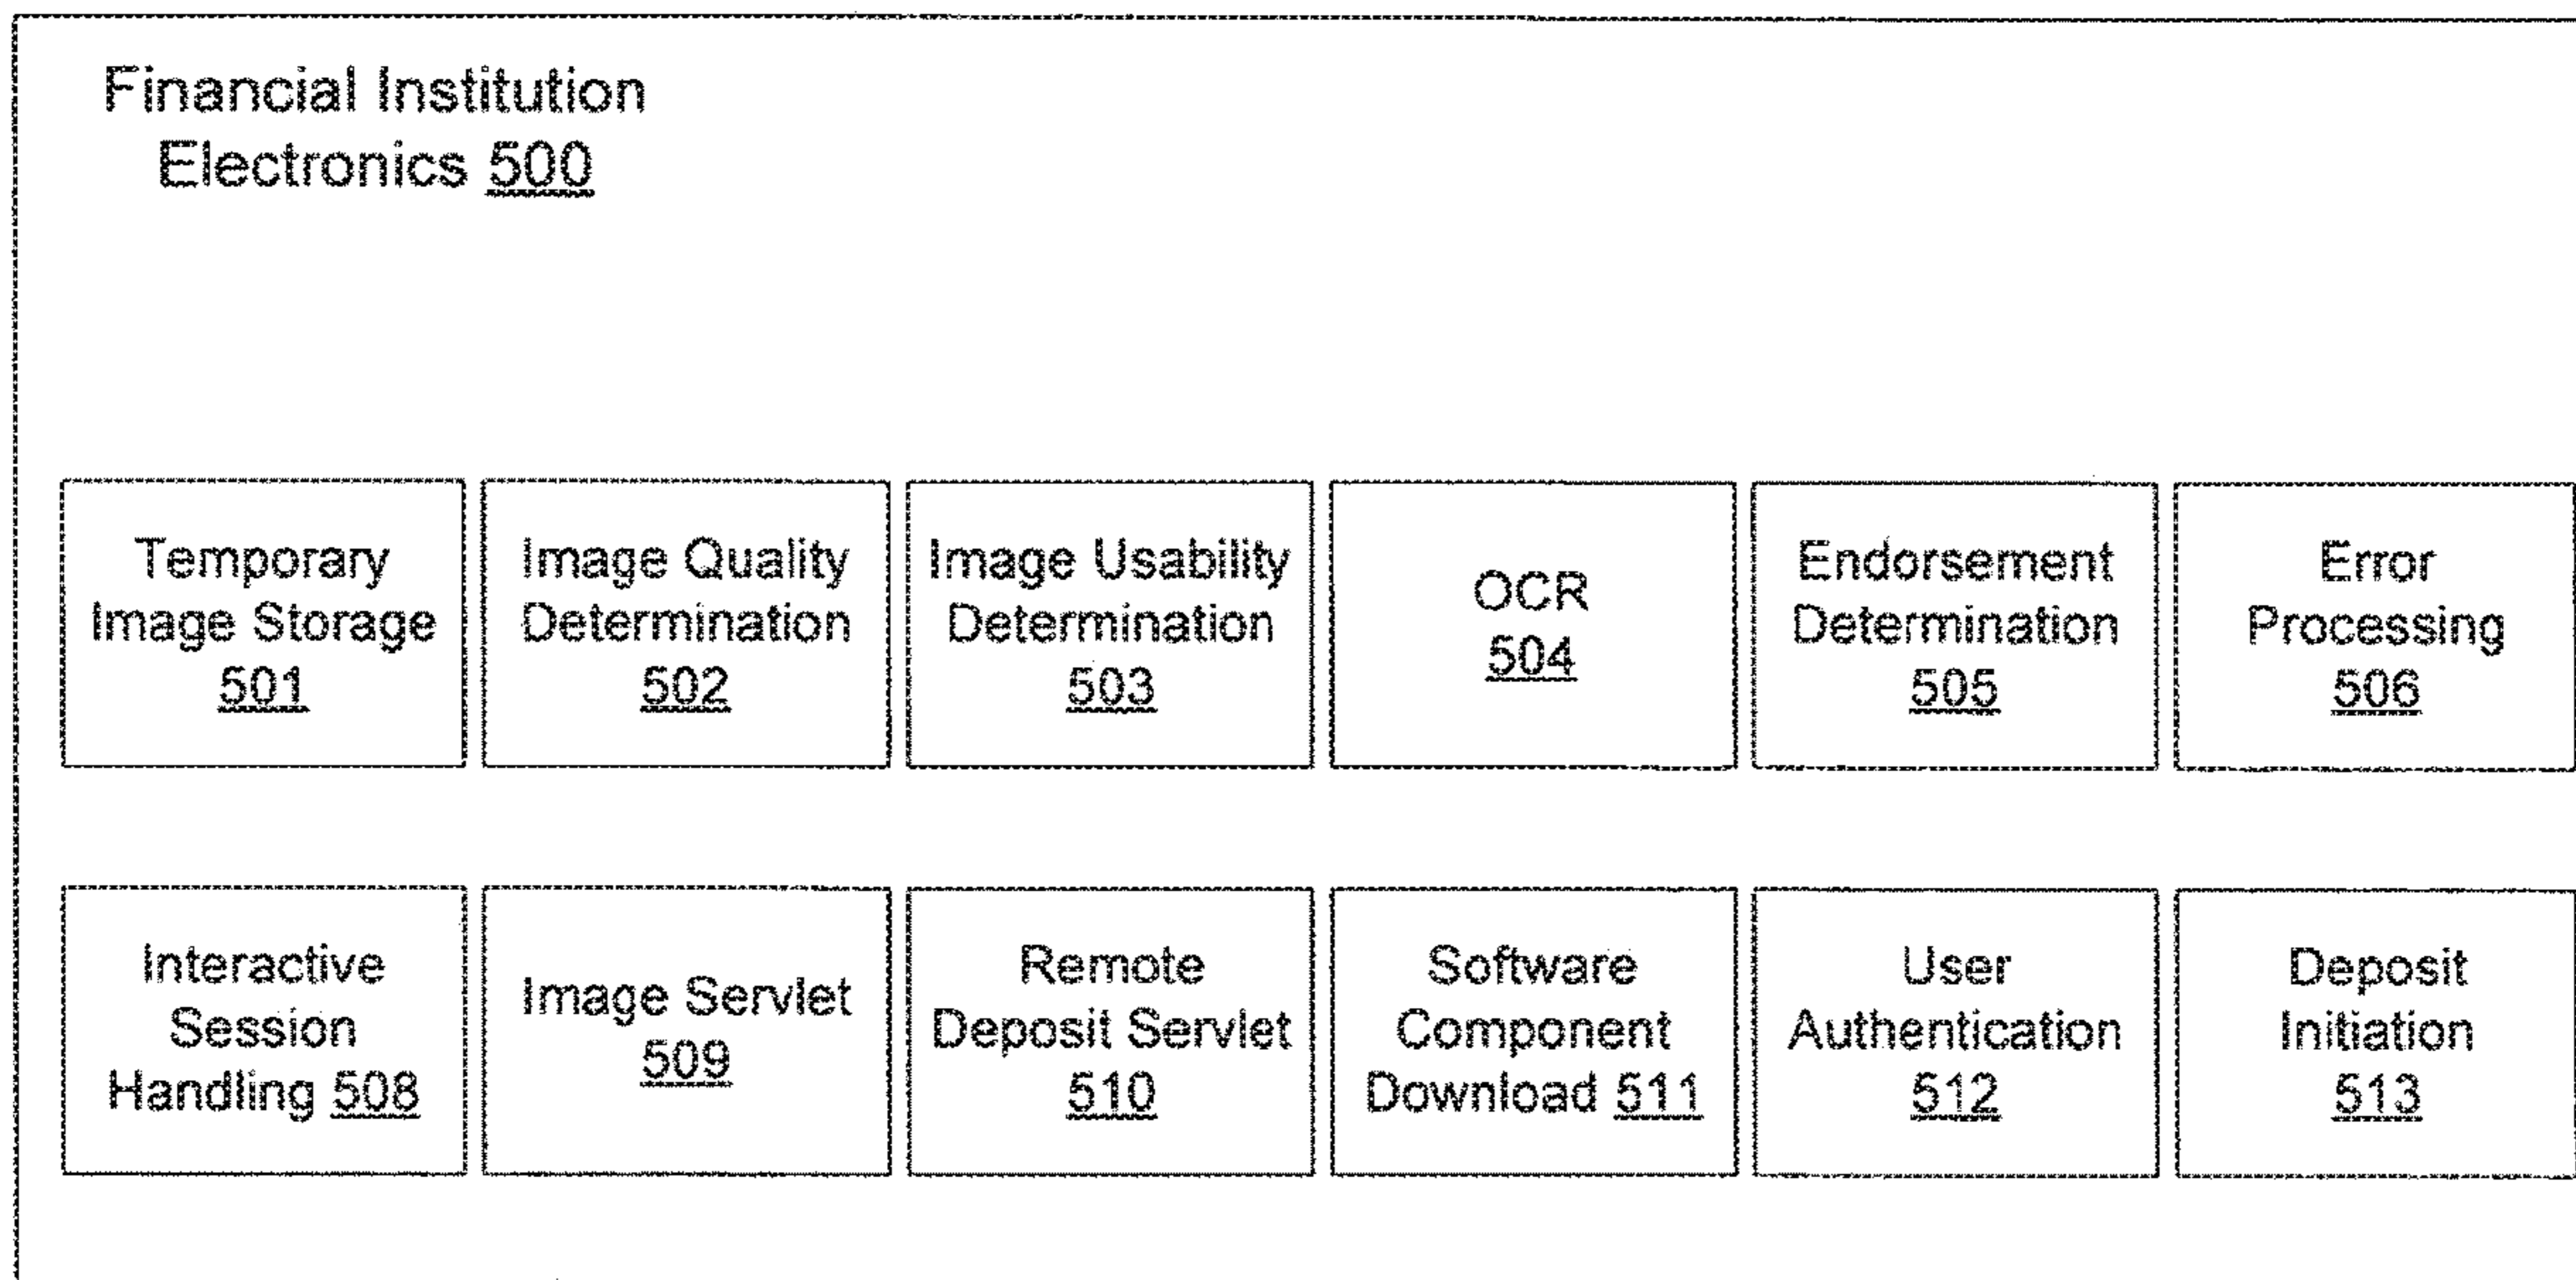 Financial Institution
Electronics 500
Temporary
Image Storage
501
Image Quality
Determination
502
Image Usability
Determination
503
OCR
504
Endorsement
Determination
505
Error
Processing
506
Interactive
Session
Handling 508
Image Servlet
509
Remote
Deposit Servlet
510
Software
Component
Download 511
User
Authentication
512
Deposit
Initiation
513